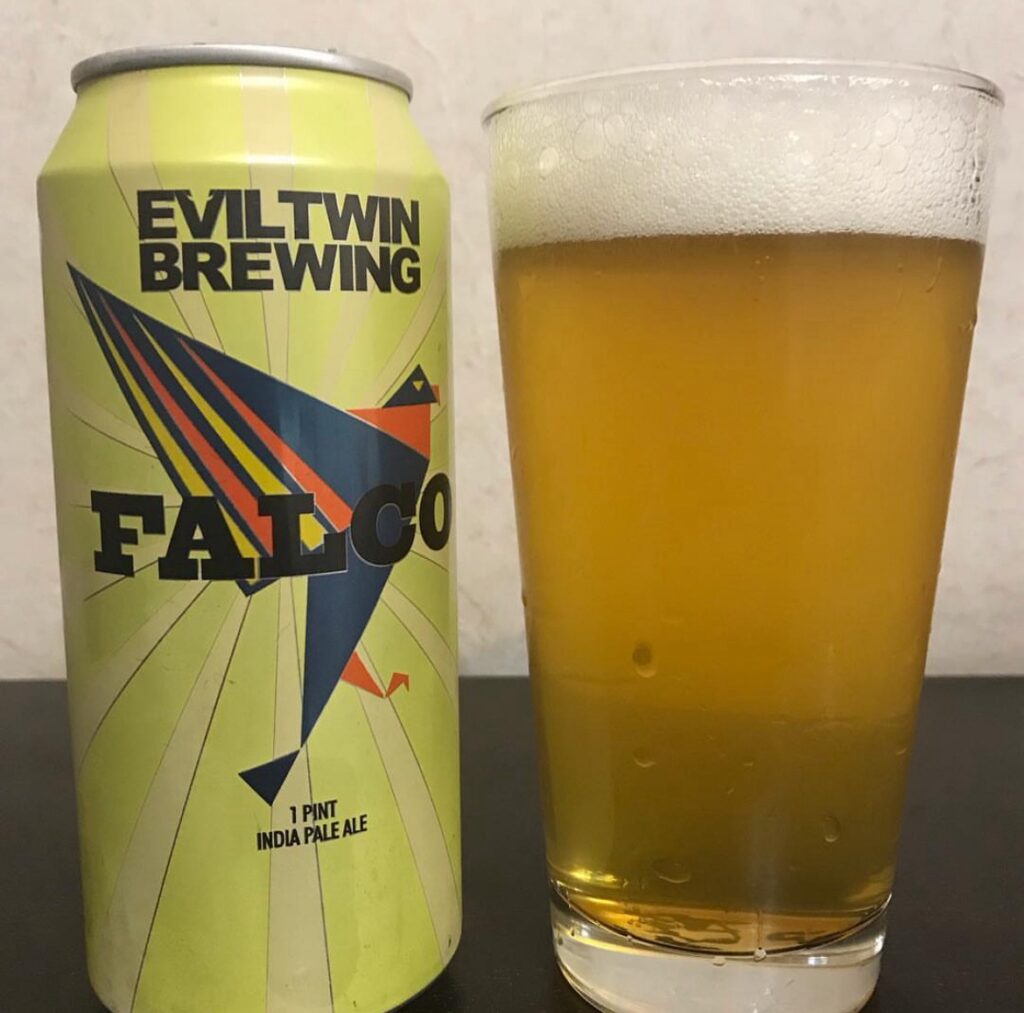 EVILTWIN
BREWING
FALCO
1 PINT
INDIA PALE ALE